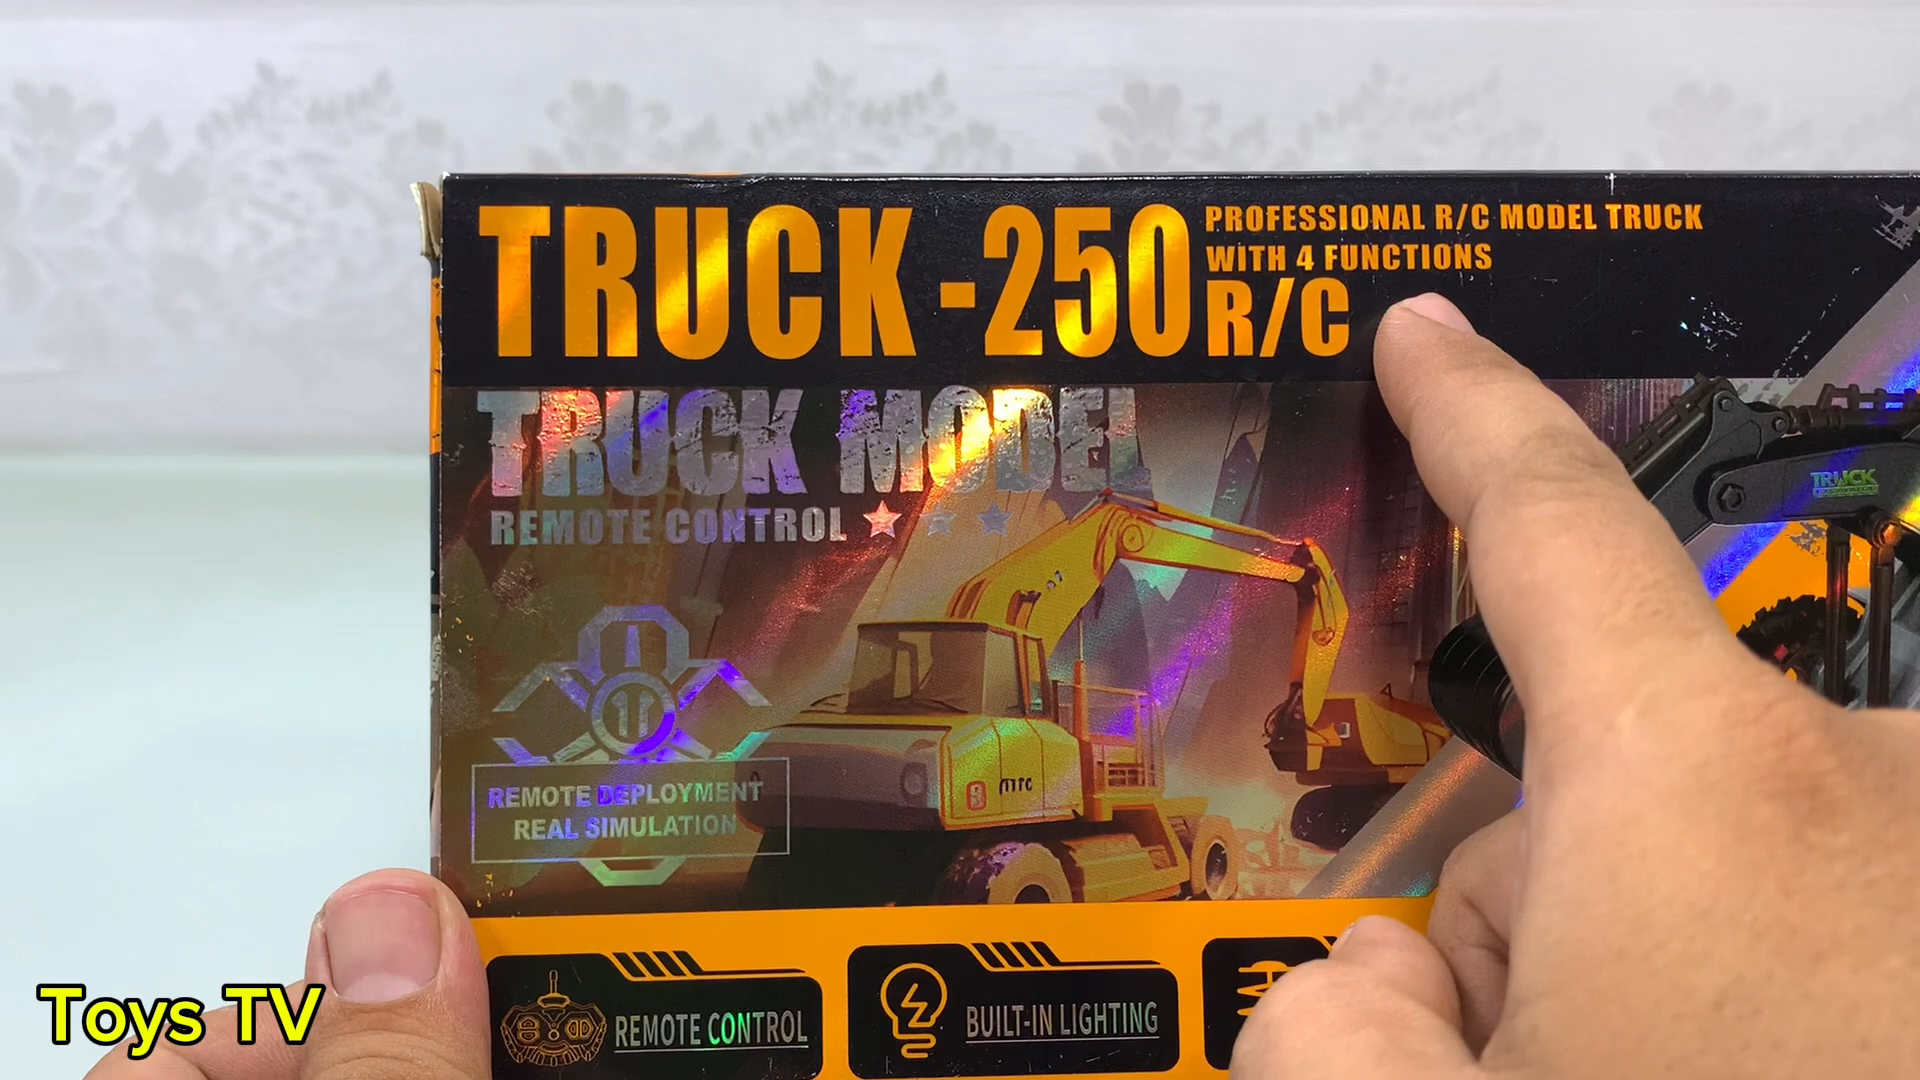 TRUCK-250
PROFESSIONAL R/C MODEL TRUCK
WITH 4 FUNCTIONS
R/C
TRUCK MODEL
REMOTE CONTROL
TRUCK
REMOTE DEPLOYMENT
REAL SIMULATION
REMOTE CONTROL
BUILT-IN LIGHTING
Toys TV